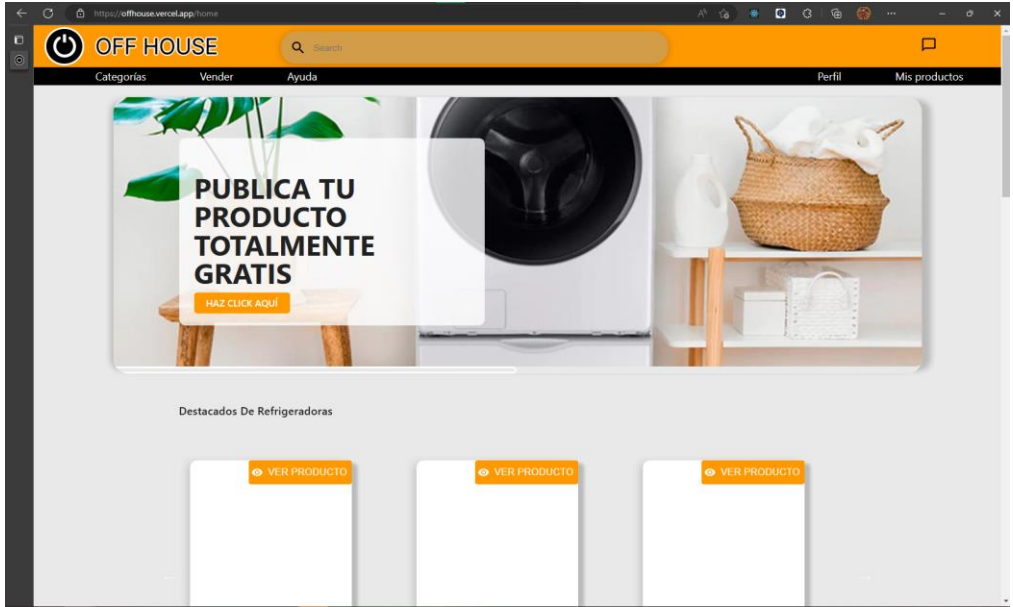 https://offhouse.vercel.app/home
OFF HOUSE
Search
Categorías Vender Ayuda Perfil Mis productos
PUBLICA TU
PRODUCTO
TOTALMENTE
GRATIS
HAZ CLICK AQUÍ
Destacados De Refrigeradoras
VER PRODUCTO VER PRODUCTO VER PRODUCTO